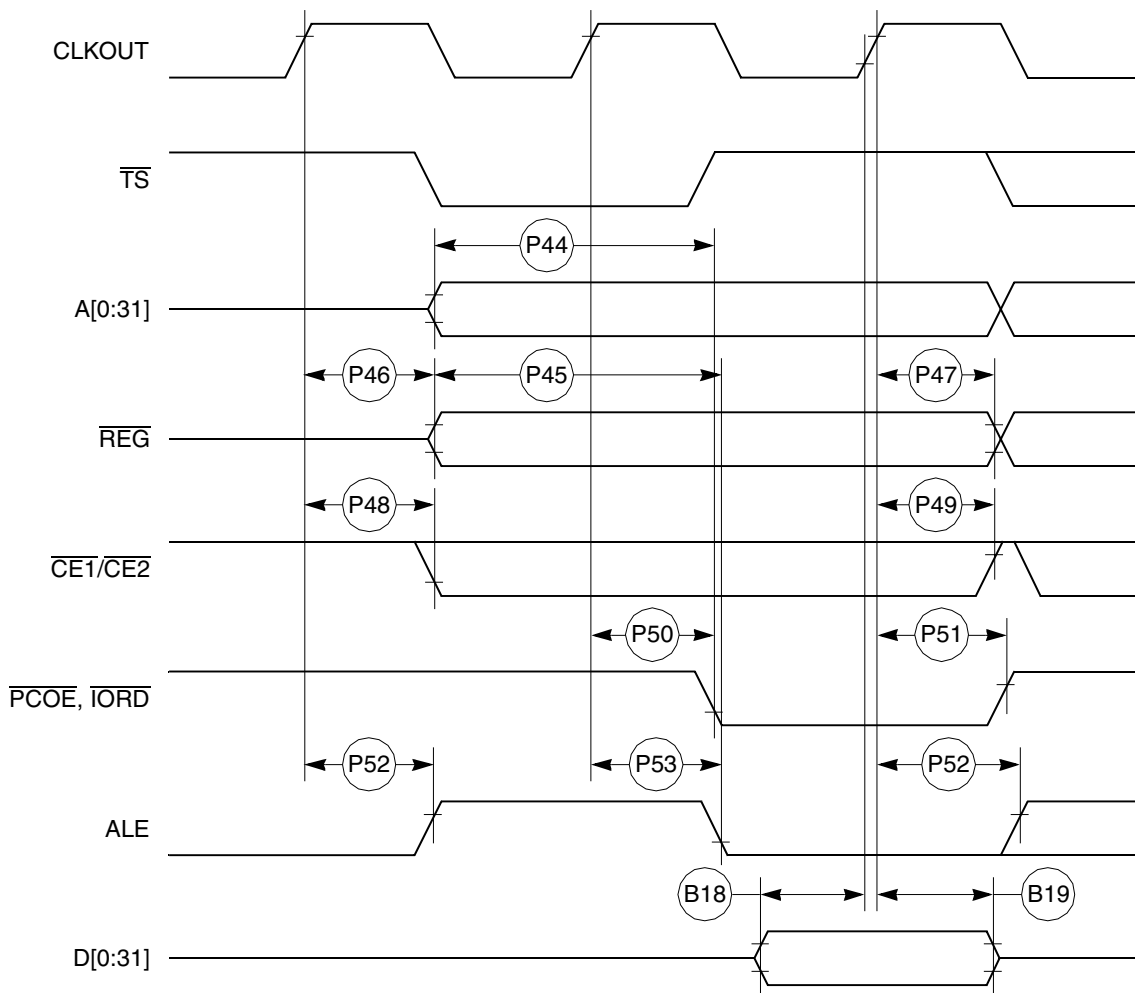 CLKOUT
TS
P44
A[0:31]
P46 P45 P47
REG
P48 P49
CE1/CE2
P50 P51
PCOE, IORD
P52 P53 P52
ALE
B18 B19
D[0:31]